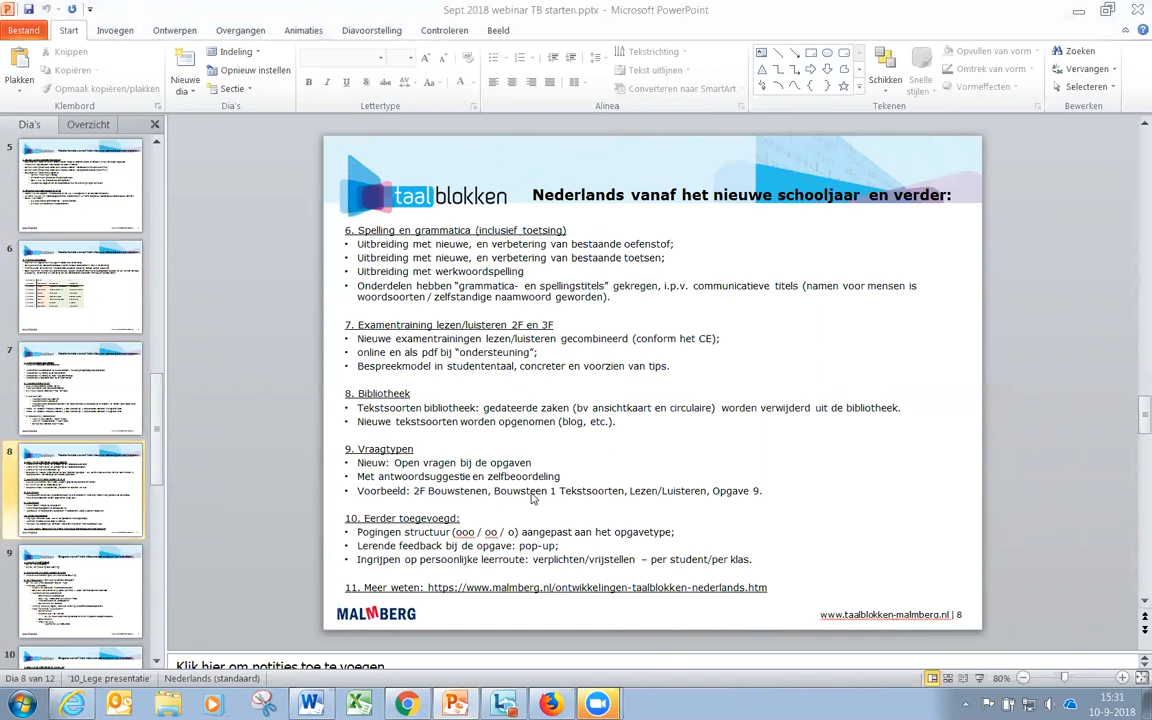 Sept 2018 webinar TB starten.pptx - Microsoft PowerPoint
Bestand Start Invoegen Ontwerpen Overgangen Animaties Diavoorstelling Controleren Beeld
Plakken
Knippen
Kopiëren
Opmaak kopiëren/plakken
Klembord
Nieuwe dia
Indeling
Opnieuw instellen
Sectie
Dia's
Lettertype
Tekstrichting
Tekst uitlijnen
Converteren naar SmartArt
Alinea
Schikken
Snelle stijlen
Opvullen van vorm
Omtrek van vorm
Vormeffecten
Tekenen
Zoeken
Vervangen
Selecteren
Bewerken
Dia's Overzicht
5
6
7
8
9
10
taalblokken
Nederlands vanaf het nieuwe schooljaar en verder:
6. Spelling en grammatica (inclusief toetsing)
• Uitbreiding met nieuwe, en verbetering van bestaande oefenstof;
• Uitbreiding met nieuwe, en verbetering van bestaande toetsen;
• Uitbreiding met werkwoordspelling
• Onderdelen hebben "grammatica- en spellingstitels" gekregen, i.p.v. communicatieve titels (namen voor mensen is
woordsoorten / zelfstandige naamwoord geworden).
7. Examentraining lezen/luisteren 2F en 3F
• Nieuwe examentrainingen lezen/luisteren gecombineerd (conform het CE);
• online en als pdf bij "ondersteuning";
• Bespreekmodel in studententaal, concreter en voorzien van tips.
8. Bibliotheek
• Tekstsoorten bibliotheek: gedateerde zaken (bv ansichtkaart en circulaire) worden verwijderd uit de bibliotheek.
• Nieuwe tekstsoorten worden opgenomen (blog, etc.).
9. Vraagtypen
• Nieuw: Open vragen bij de opgaven
• Met antwoordsuggestie en zelfbeoordeling
• Voorbeeld: 2F Bouwstenen, Bouwsteen 1 Tekstsoorten, Lezen/Luisteren, Opgave 9.
10. Eerder toegevoegd:
• Pogingen structuur (ooo / oo / o) aangepast aan het opgavetype;
• Lerende feedback bij de opgave: pop-up;
• Ingrijpen op persoonlijke leerroute: verplichten/vrijstellen – per student/per klas.
11. Meer weten: https://www.malmberg.nl/ontwikkelingen-taalblokken-nederlands.htm
MALMBERG
www.taalblokken-malmberg.nl | 8
Klik hier om notities toe te voegen
Dia 8 van 12 '10_Lege presentatie' Nederlands (standaard) 80%
15:31
10-9-2018